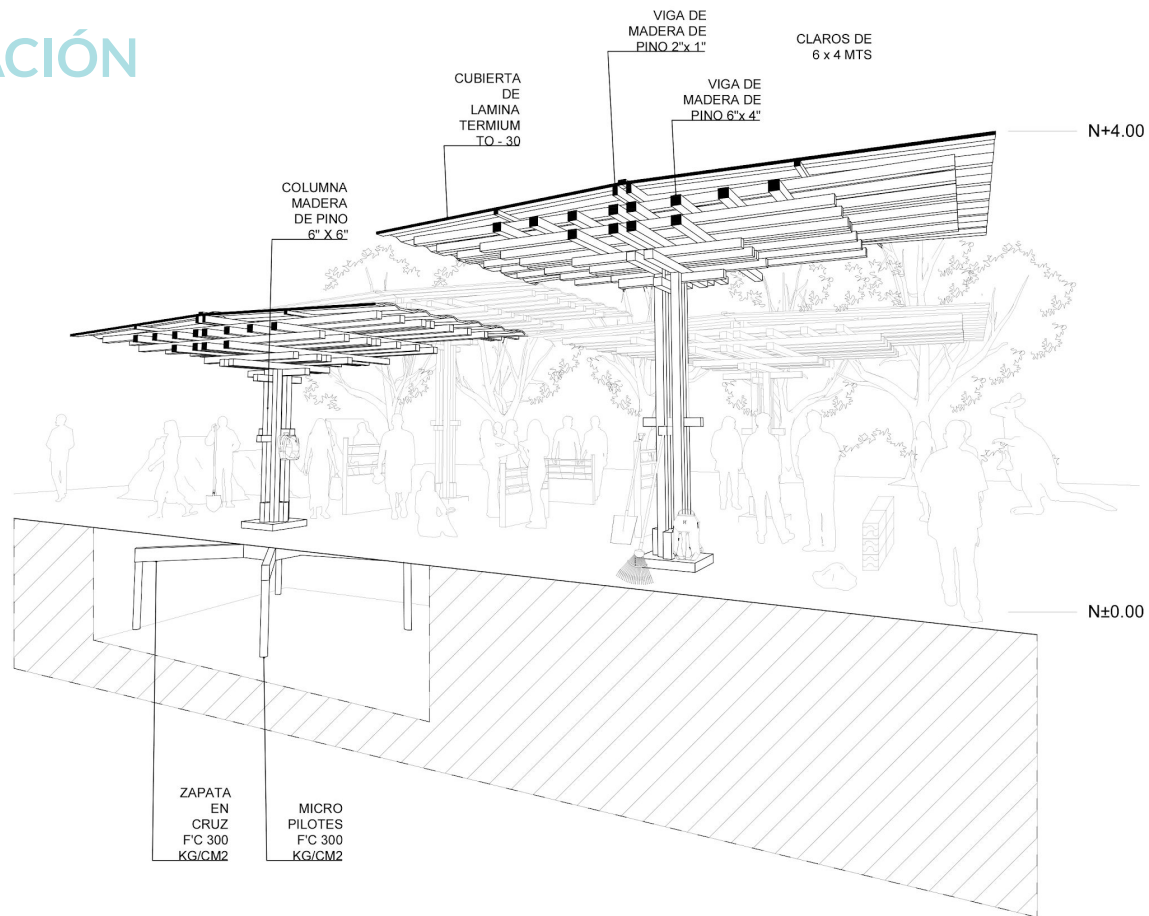 ACIÓN
VIGA DE
MADERA DE
PINO 2"x 1"
CLAROS DE
6 x 4 MTS
CUBIERTA
DE
LAMINA
TERMIUM
TO - 30
VIGA DE
MADERA DE
PINO 6"x 4"
N+4.00
COLUMNA
MADERA
DE PINO
6" X 6"
N±0.00
ZAPATA
EN
CRUZ
F'C 300
KG/CM2
MICRO
PILOTES
F'C 300
KG/CM2